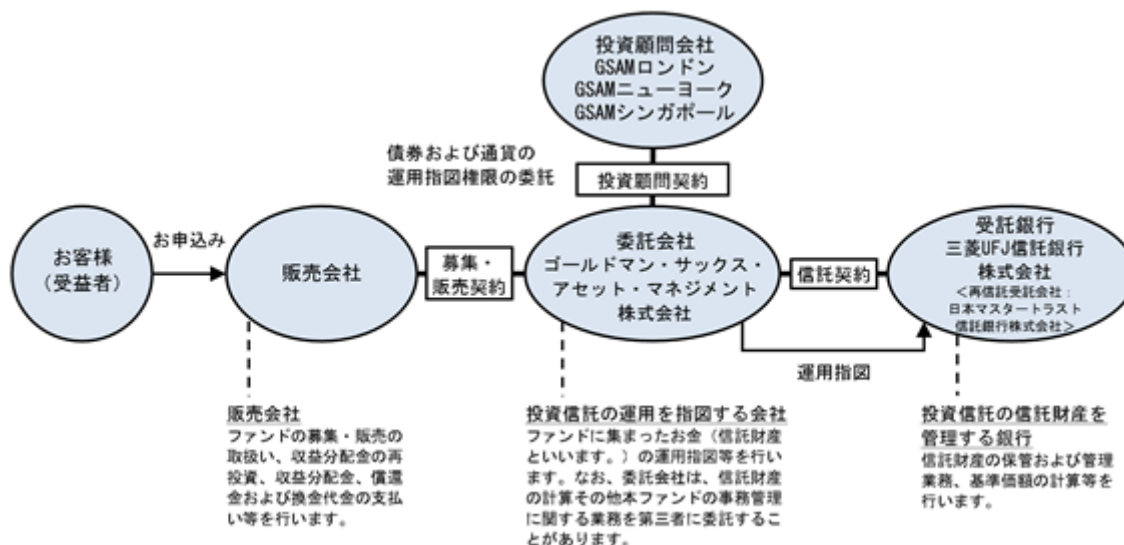 投資顧問会社
GSAMロンドン
GSAMニューヨーク
GSAMシンガポール
債券および通貨の
運用指図権限の委託
投資顧問契約
お客様
（受益者）
お申込み
販売会社
募集・
販売契約
委託会社
ゴールドマン・サックス・
アセット・マネジメント
株式会社
信託契約
受託銀行
三菱UFJ信託銀行
株式会社
＜再信託受託会社：
日本マスタートラスト
信託銀行株式会社＞
運用指図
販売会社
ファンドの募集・販売の
取扱い、収益分配金の再
投資、収益分配金、償還
金および換金代金の支払
い等を行います。
投資信託の運用を指図する会社
ファンドに集まったお金（信託財産
といいます。）の運用指図等を行い
ます。なお、委託会社は、信託財産
の計算その他本ファンドの事務管理
に関する業務を第三者に委託するこ
とがあります。
投資信託の信託財産を
管理する銀行
信託財産の保管および管理
業務、基準価額の計算等を
行います。